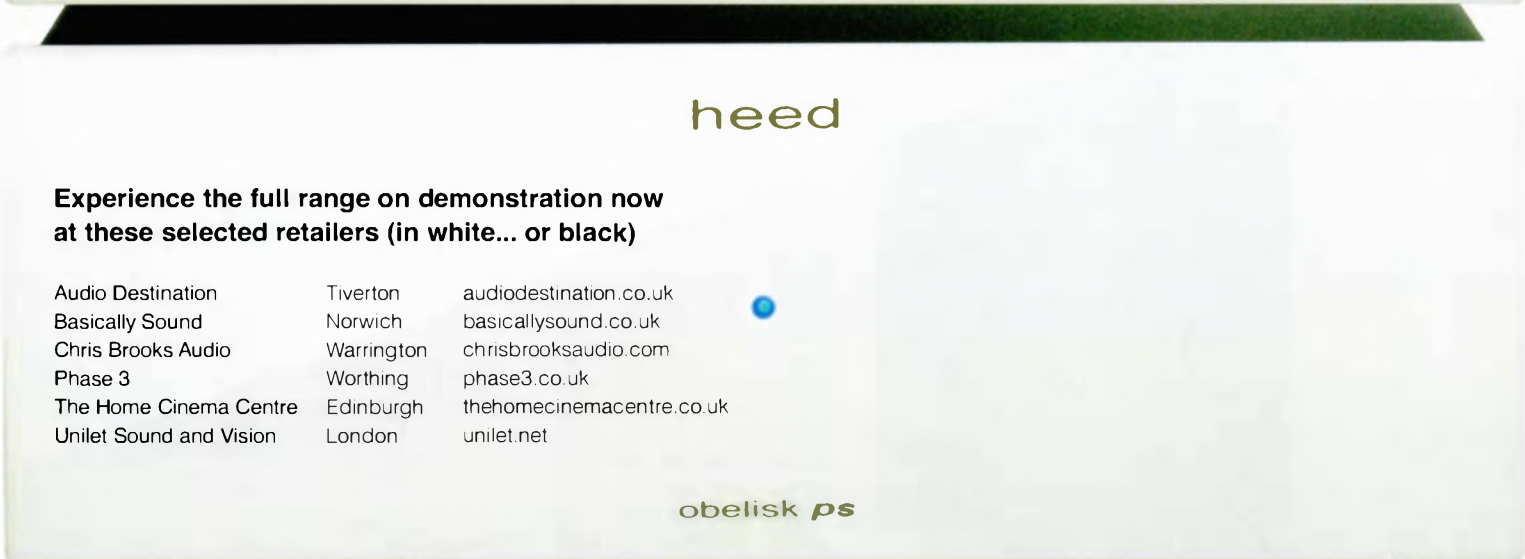 heed
Experience the full range on demonstration now
at these selected retailers (in white... or black)
Audio Destination Tiverton audiodestination.co.uk
Basically Sound Norwich basicallysound.co.uk
Chris Brooks Audio Warrington chrisbrooksaudio.com
Phase 3 Worthing phase3.co.uk
The Home Cinema Centre Edinburgh thehomecinemacentre.co.uk
Unilet Sound and Vision London unilet.net
obelisk ps